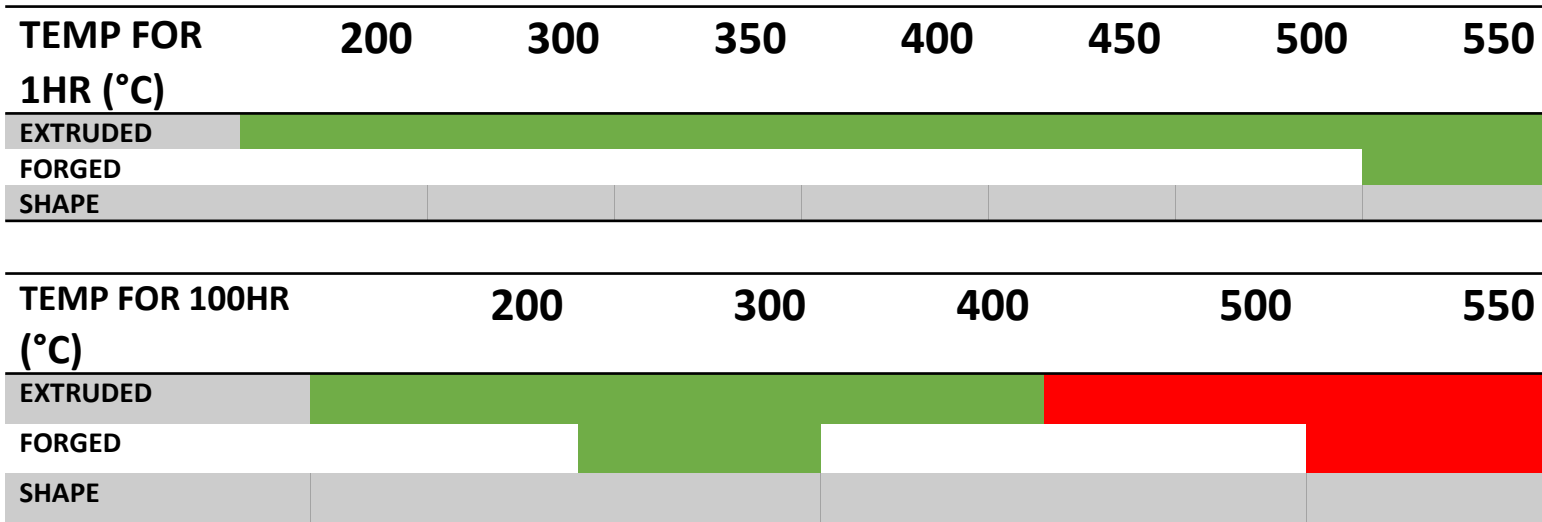 TEMP FOR 200 300 350 400 450 500 550
1HR (°C)
EXTRUDED
FORGED
SHAPE
TEMP FOR 100HR 200 300 400 500 550
(°C)
EXTRUDED
FORGED
SHAPE